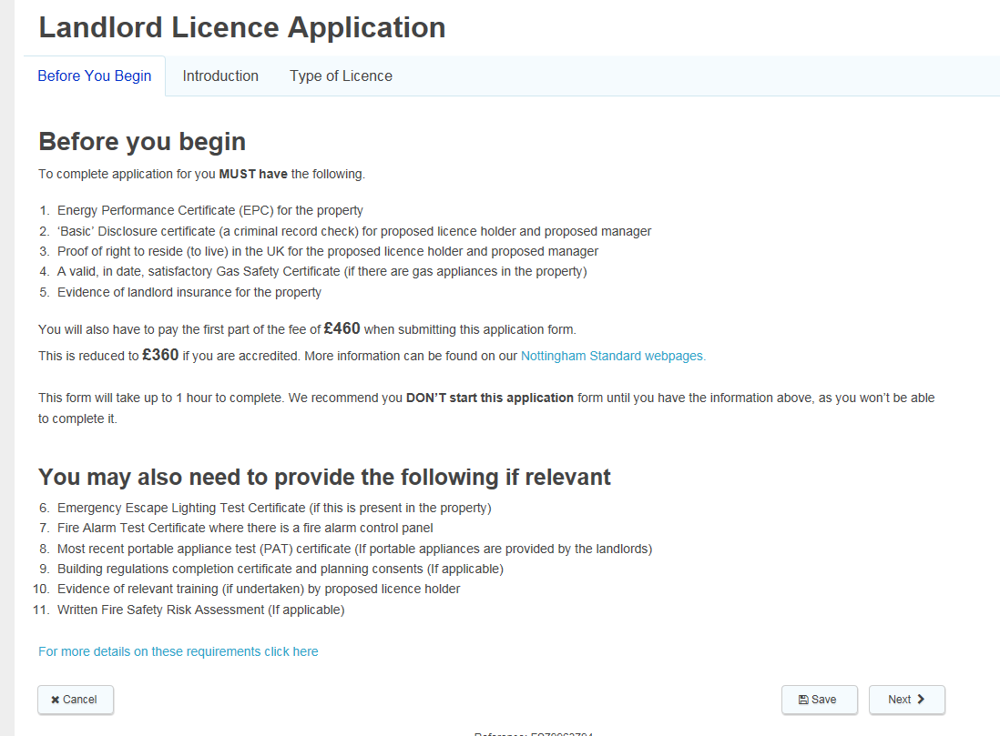 Landlord Licence Application
Before You Begin Introduction Type of Licence
Before you begin
To complete application for you MUST have the following.
1. Energy Performance Certificate (EPC) for the property
2. ‘Basic’ Disclosure certificate (a criminal record check) for proposed licence holder and proposed manager
3. Proof of right to reside (to live) in the UK for the proposed licence holder and proposed manager
4. A valid, in date, satisfactory Gas Safety Certificate (if there are gas appliances in the property)
5. Evidence of landlord insurance for the property
You will also have to pay the first part of the fee of £460 when submitting this application form.
This is reduced to £360 if you are accredited. More information can be found on our Nottingham Standard webpages.
This form will take up to 1 hour to complete. We recommend you DON’T start this application form until you have the information above, as you won’t be able
to complete it.
You may also need to provide the following if relevant
6. Emergency Escape Lighting Test Certificate (if this is present in the property)
7. Fire Alarm Test Certificate where there is a fire alarm control panel
8. Most recent portable appliance test (PAT) certificate (If portable appliances are provided by the landlords)
9. Building regulations completion certificate and planning consents (If applicable)
10. Evidence of relevant training (if undertaken) by proposed licence holder
11. Written Fire Safety Risk Assessment (If applicable)
For more details on these requirements click here
Cancel Save Next